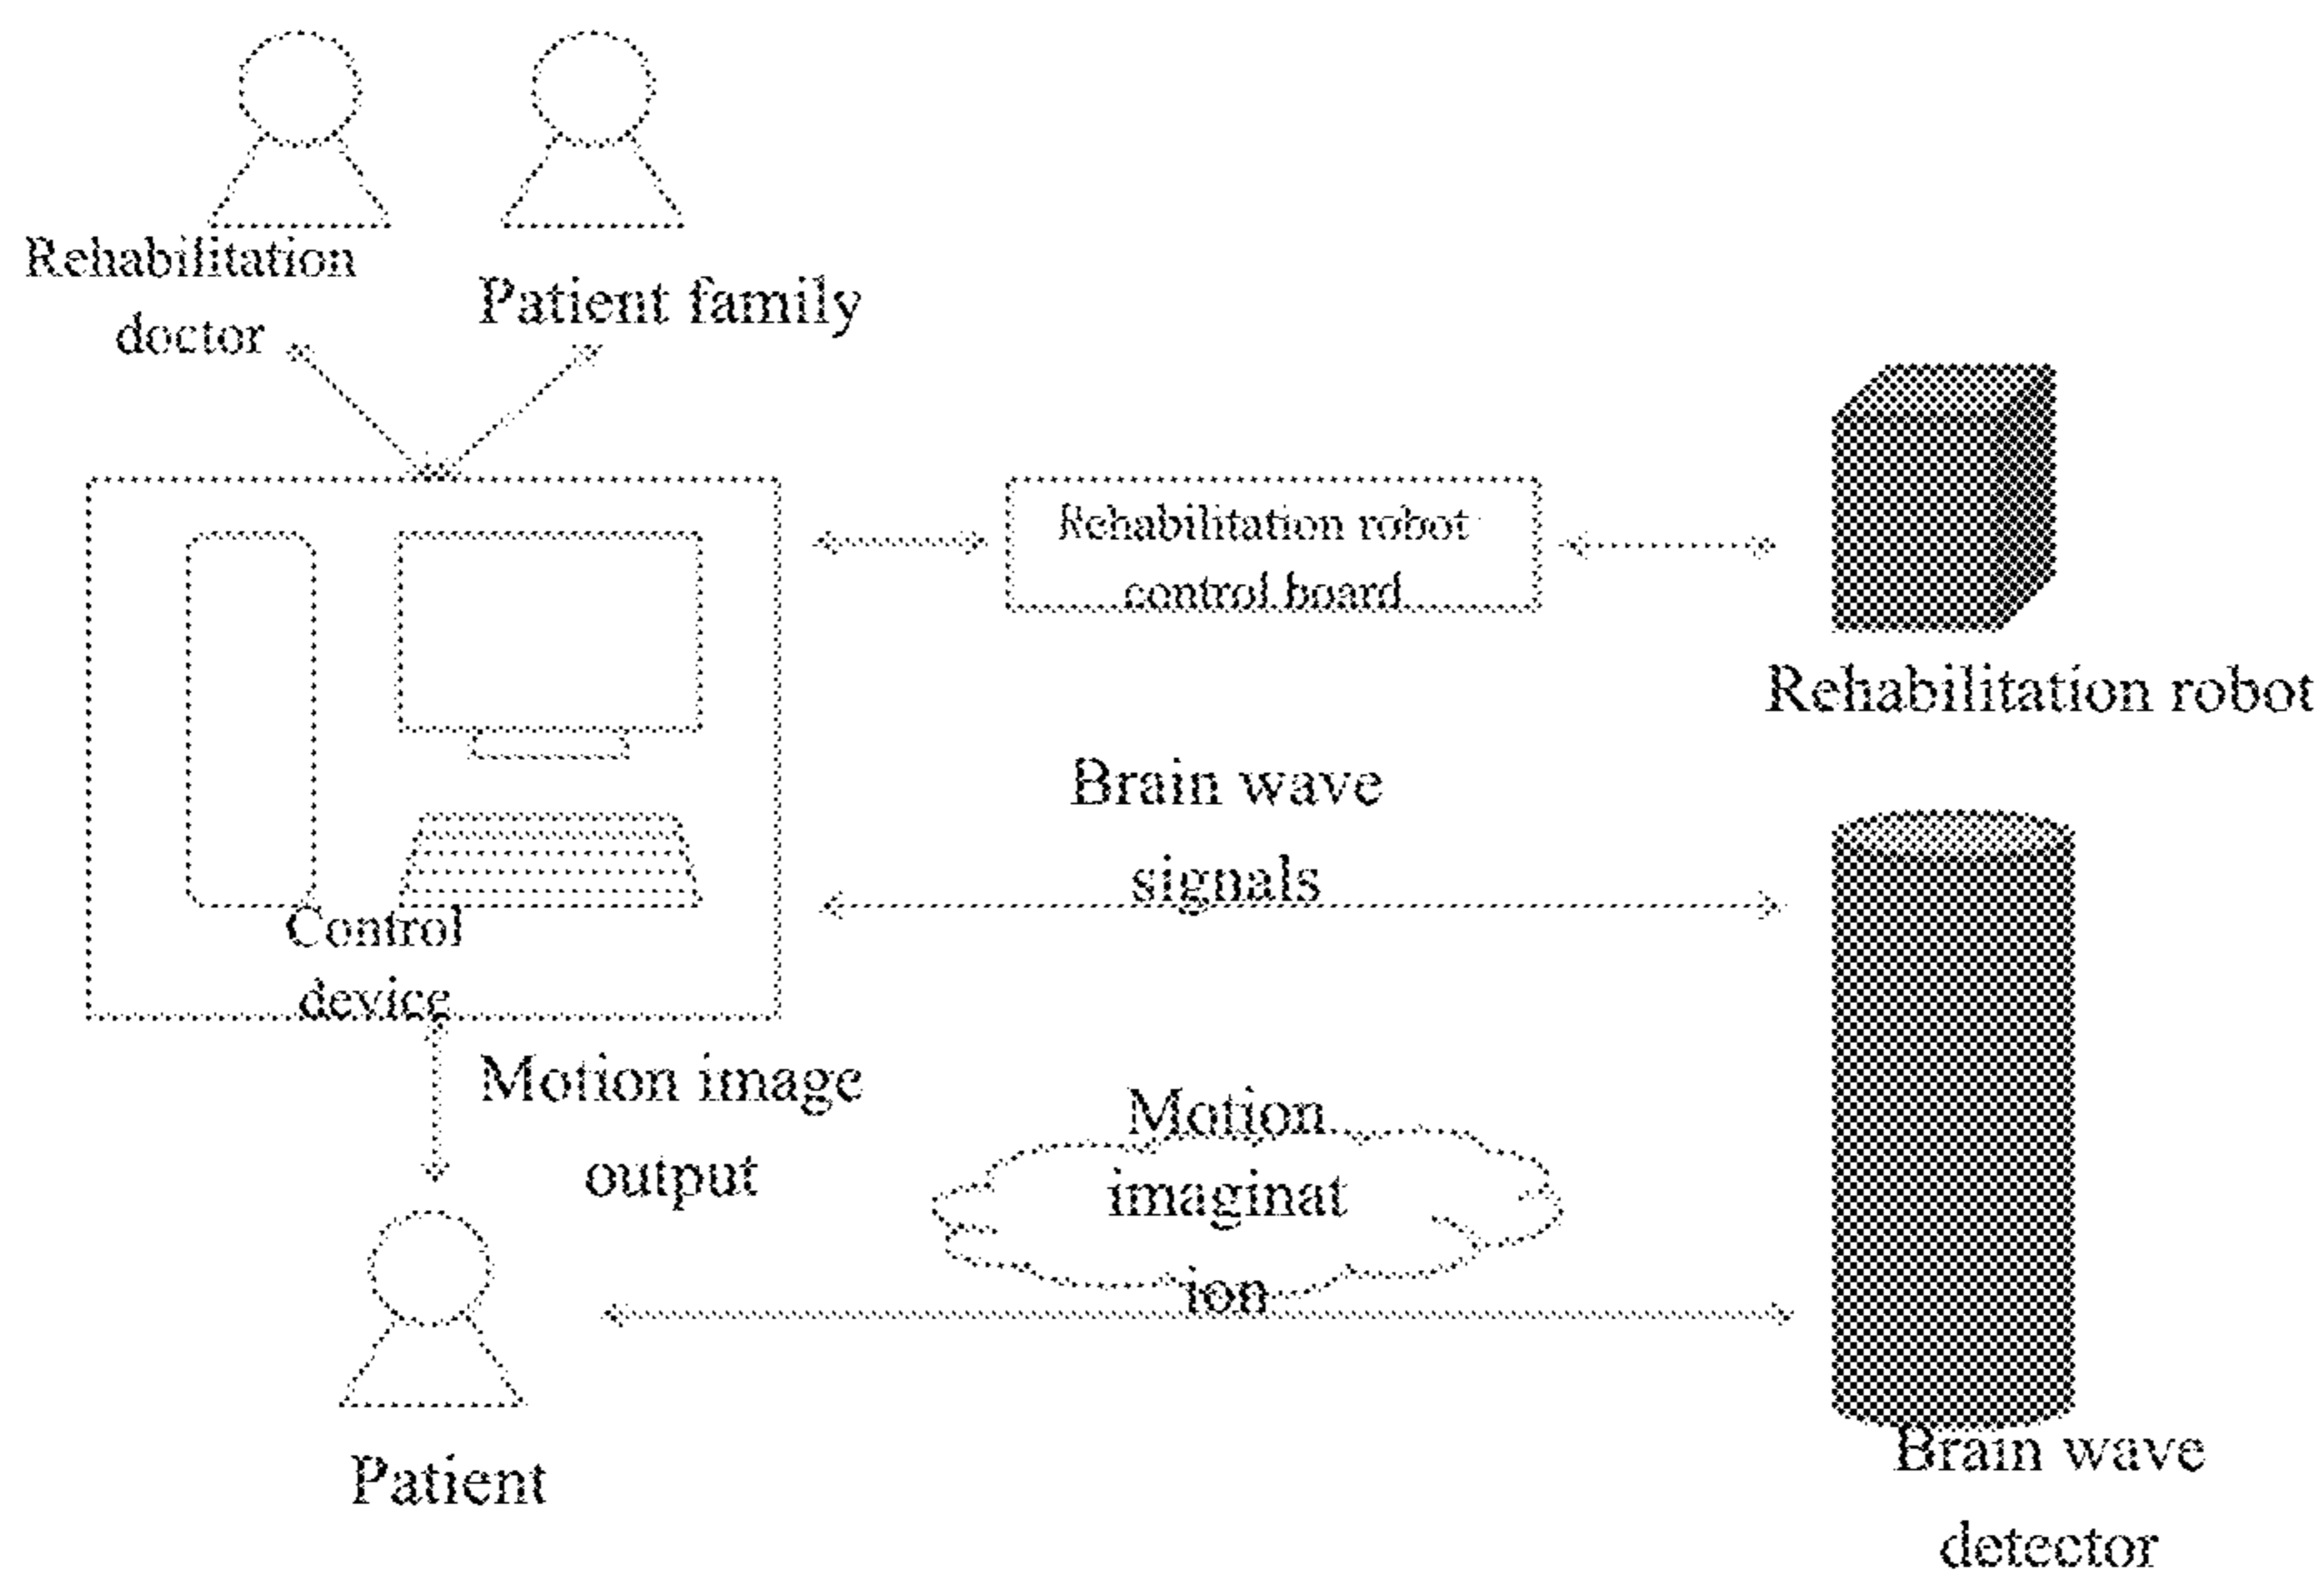 Rehabilitation
doctor
Patient family
Rehabilitation robot
control board
Rehabilitation robot
Brain wave
signals
Control
device
Motion image
output
Motion
imaginat
ion
Patient
Brain wave
detector